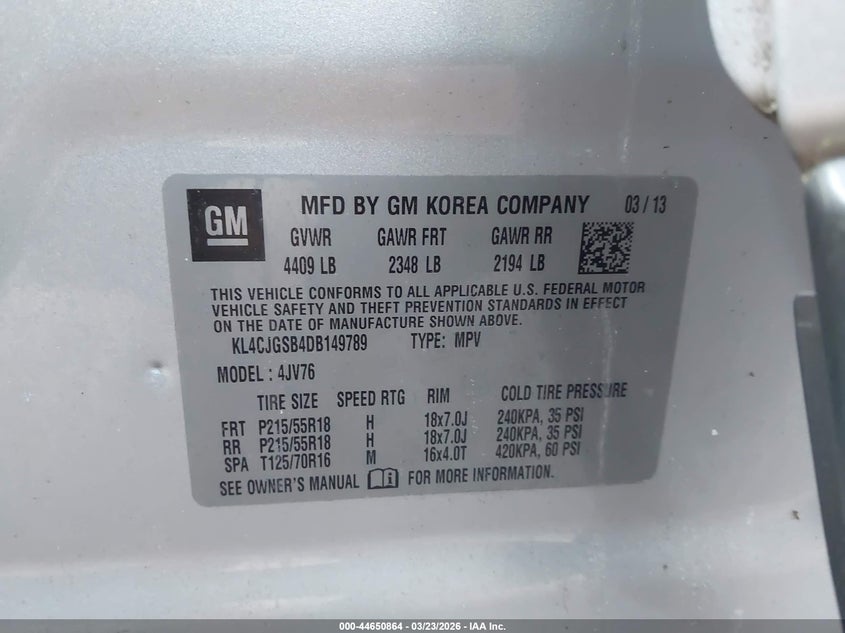 GM
MFD BY GM KOREA COMPANY 03 / 13
GVWR GAWR FRT GAWR RR
4409 LB 2348 LB 2194 LB
THIS VEHICLE CONFORMS TO ALL APPLICABLE U.S. FEDERAL MOTOR
VEHICLE SAFETY AND THEFT PREVENTION STANDARDS IN EFFECT
ON THE DATE OF MANUFACTURE SHOWN ABOVE.
KL4CJGSB4DB149789 TYPE: MPV
MODEL : 4JV76
TIRE SIZE SPEED RTG RIM COLD TIRE PRESSURE
FRT P215/55R18 H 18x7.0J 240KPA, 35 PSI
RR P215/55R18 H 18x7.0J 240KPA, 35 PSI
SPA T125/70R16 M 16x4.0T 420KPA, 60 PSI
SEE OWNER'S MANUAL FOR MORE INFORMATION.
000-44650864 - 03/23/2026 - IAA Inc.